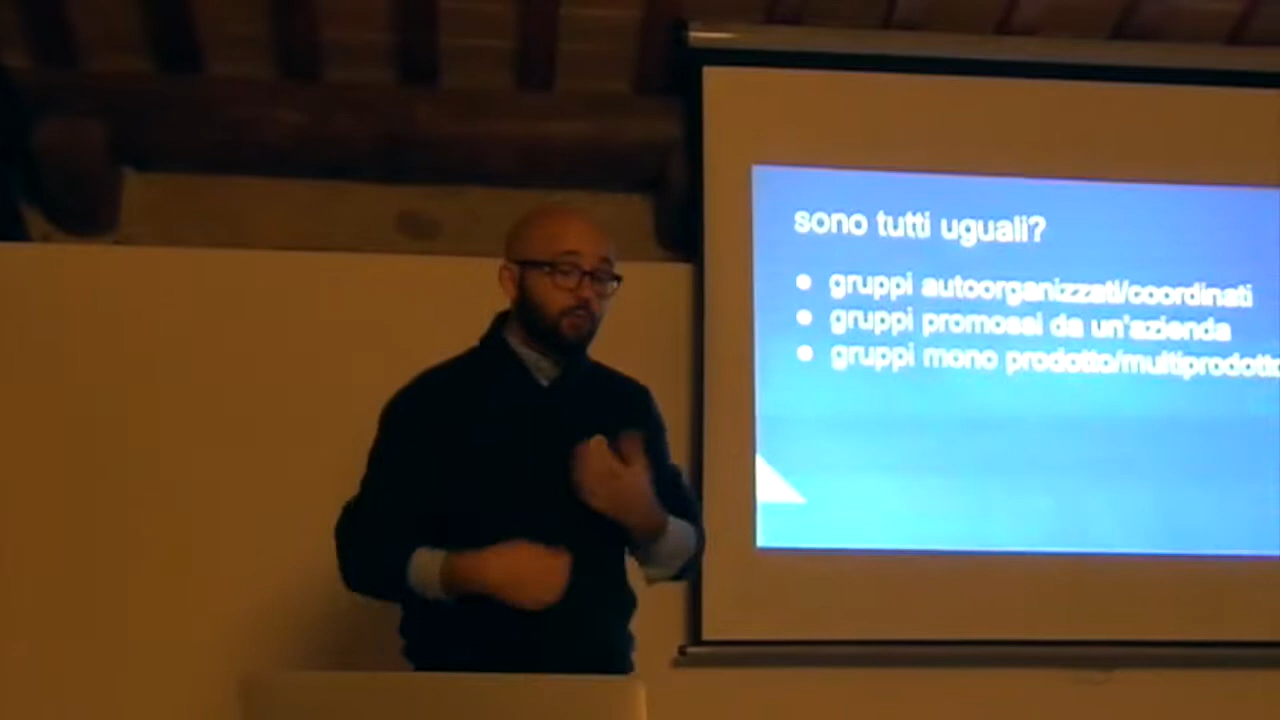 sono tutti uguali?
gruppi autoorganizzati/coordinati
gruppi promossi da un'azienda
gruppi mono prodotto/multiprodotto